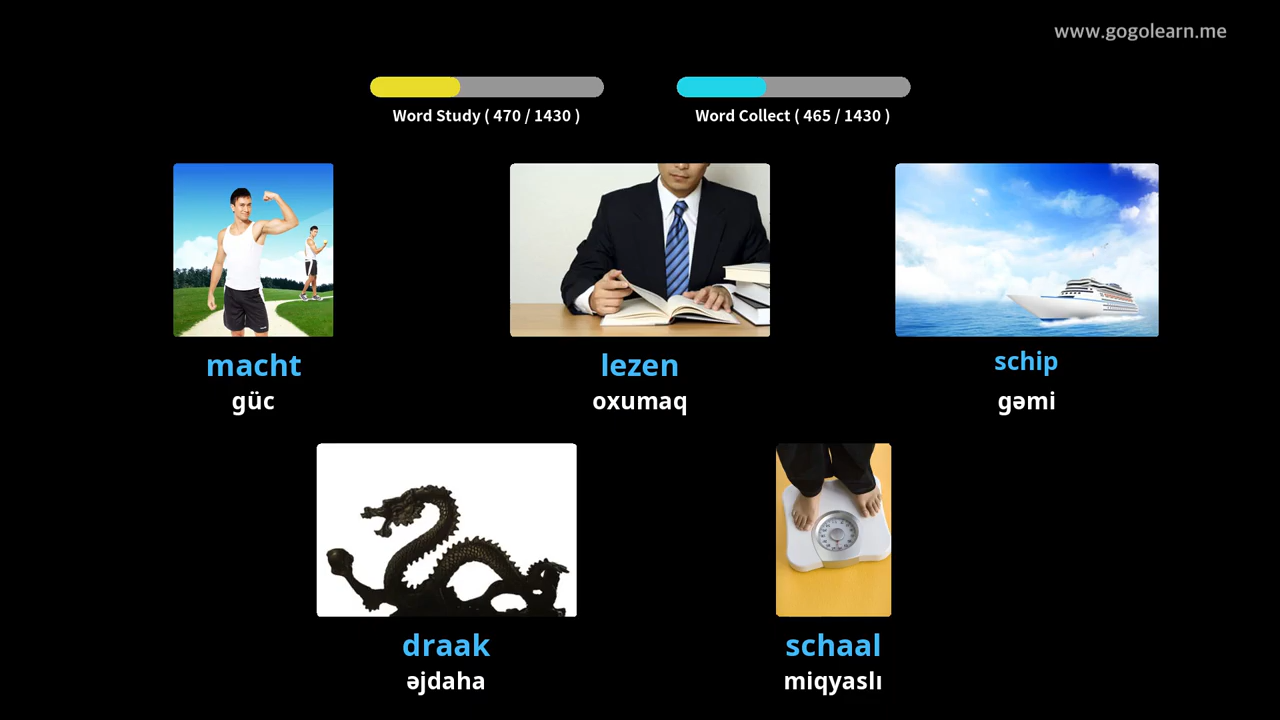 www.gogolearn.me
Word Study ( 470 / 1430 )
Word Collect ( 465 / 1430 )
macht
güc
lezen
oxumaq
schip
gəmi
draak
əjdaha
schaal
miqyaslı